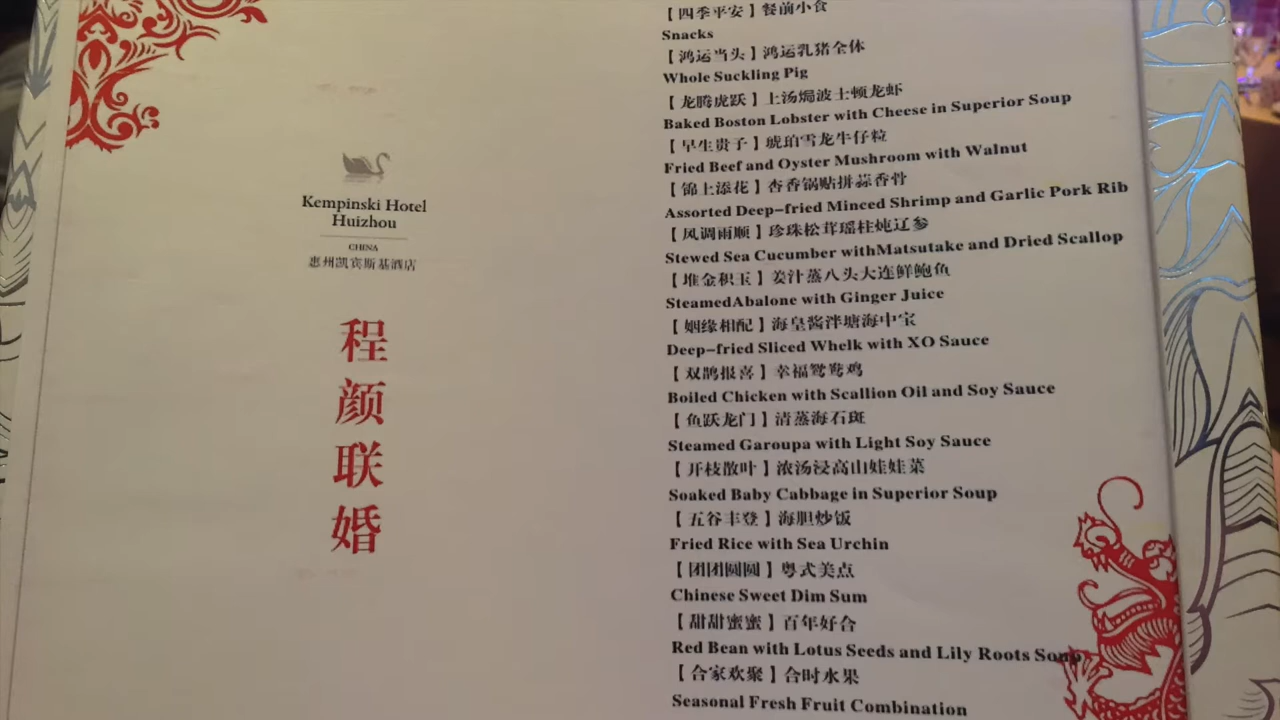 Kempinski Hotel
Huizhou
CHINA
惠州凯宾斯基酒店
程
颜
联
婚
【四季平安】餐前小食
Snacks
【鸿运当头】鸿运乳猪全体
Whole Suckling Pig
【龙腾虎跃】上汤焗波士顿龙虾
Baked Boston Lobster with Cheese in Superior Soup
【早生贵子】琥珀雪龙牛仔粒
Fried Beef and Oyster Mushroom with Walnut
【锦上添花】杏香锅贴拼蒜香骨
Assorted Deep-fried Minced Shrimp and Garlic Pork Rib
【风调雨顺】珍珠松茸瑶柱炖辽参
Stewed Sea Cucumber withMatsutake and Dried Scallop
【堆金积玉】姜汁蒸八头大连鲜鲍鱼
SteamedAbalone with Ginger Juice
【姻缘相配】海皇酱泮塘海中宝
Deep-fried Sliced Whelk with XO Sauce
【双鹊报喜】幸福鸳鸯鸡
Boiled Chicken with Scallion Oil and Soy Sauce
【鱼跃龙门】清蒸海石斑
Steamed Garoupa with Light Soy Sauce
【开枝散叶】浓汤浸高山娃娃菜
Soaked Baby Cabbage in Superior Soup
【五谷丰登】海胆炒饭
Fried Rice with Sea Urchin
【团团圆圆】粤式美点
Chinese Sweet Dim Sum
【甜甜蜜蜜】百年好合
Red Bean with Lotus Seeds and Lily Roots Soup
【合家欢聚】合时水果
Seasonal Fresh Fruit Combination